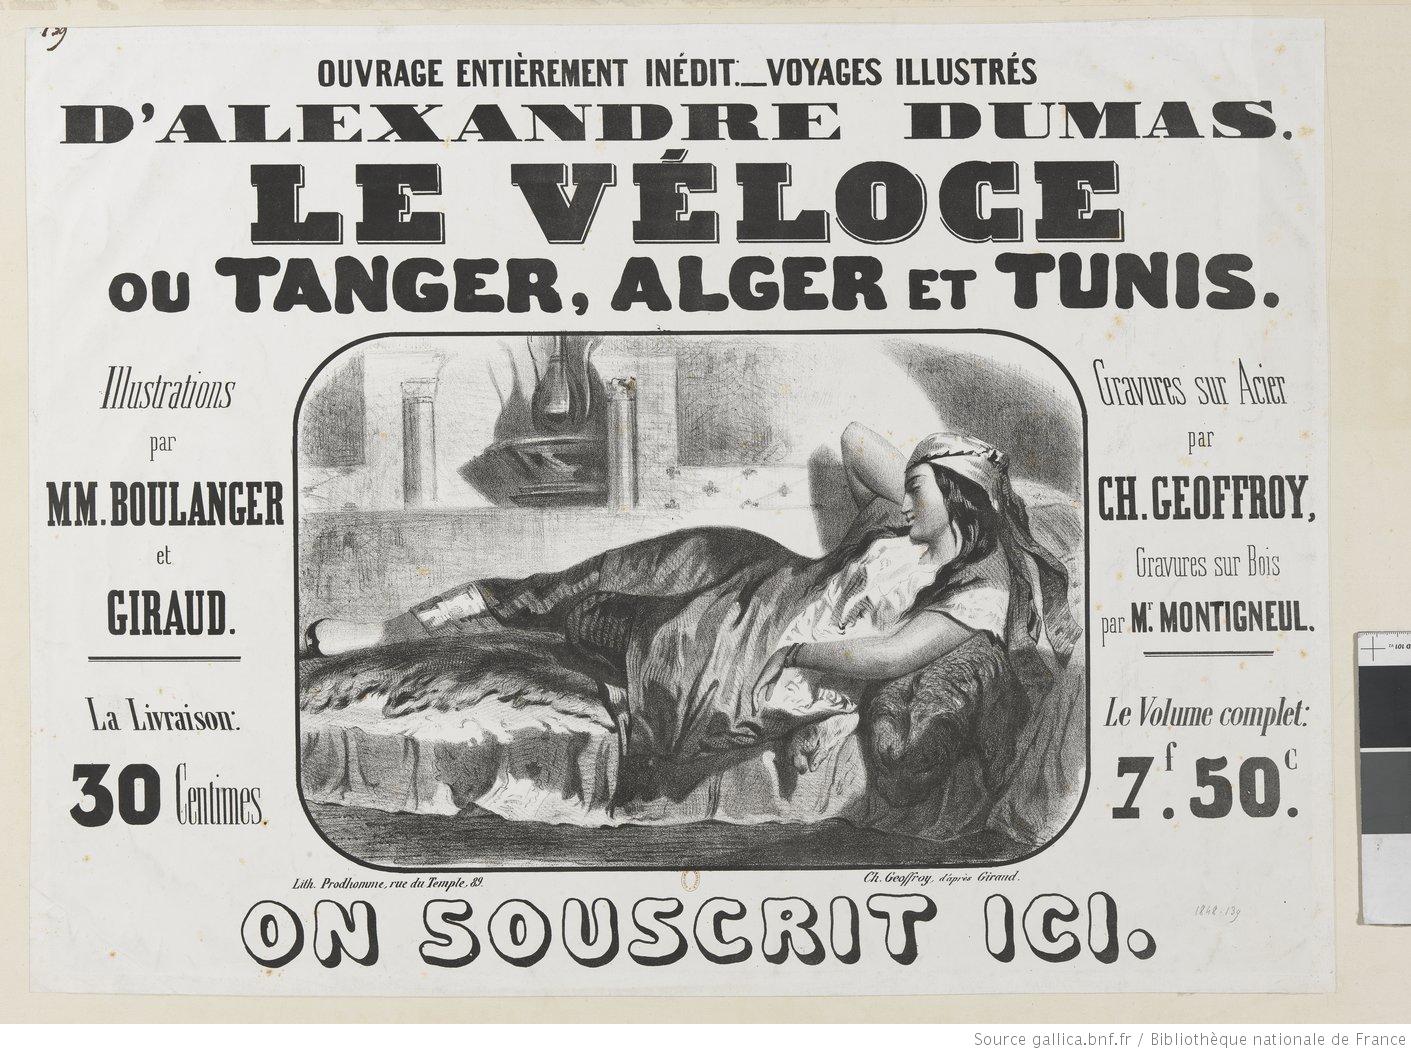 139
OUVRAGE ENTIÈREMENT INÉDIT:_VOYAGES ILLUSTRÉS
D'ALEXANDRE DUMAS.
LE VÉLOCE
OU TANGER, ALGER ET TUNIS.
Illustrations
par
MM. BOULANGER
et
GIRAUD.
La Livraison:
30 Centimes.
Gravures sur Acier
par
CH. GEOFFROY,
Gravures sur Bois
par Mr MONTIGNEUL.
Le Volume complet:
7f. 50c.
Lith. Prodhomme, rue du Temple, 89.
Ch. Geoffroy, d'après Giraud.
ON SOUSCRIT ICI.
1848-139
Source gallica.bnf.fr / Bibliothèque nationale de France